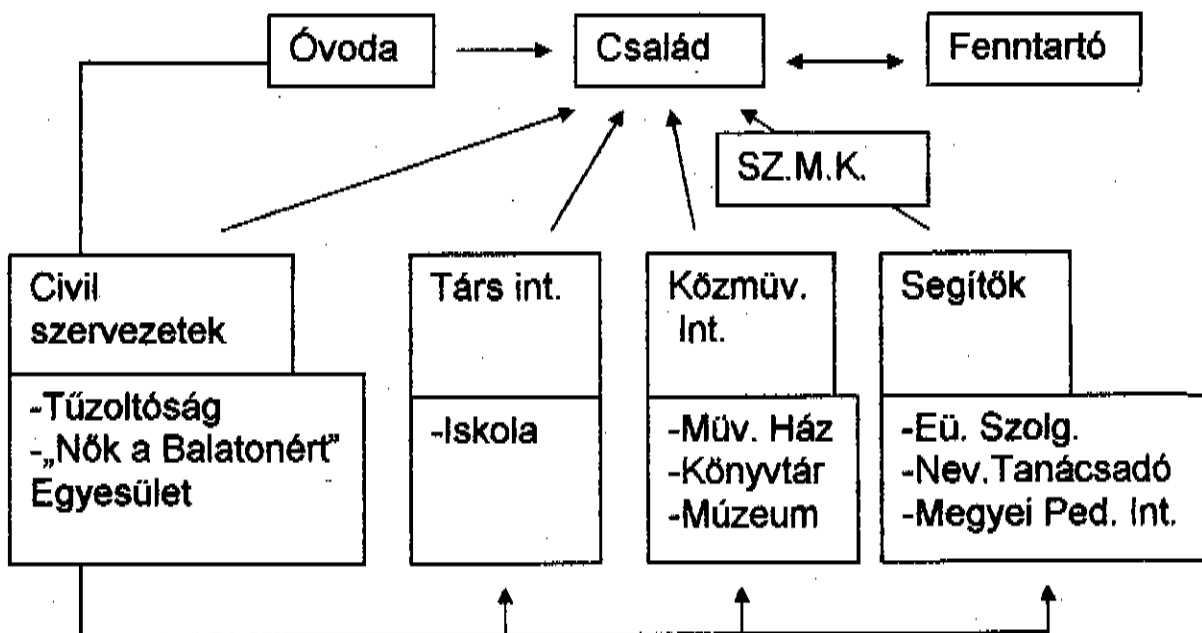 Óvoda
Család
Fenntartó
SZ.M.K.
Civil
szervezetek
-Tűzoltóság
-„Nők a Balatonért”
Egyesület
Társ int.
-Iskola
Közmüv.
Int.
-Müv. Ház
-Könyvtár
-Múzeum
Segítők
-Eü. Szolg.
-Nev.Tanácsadó
-Megyei Ped. Int.